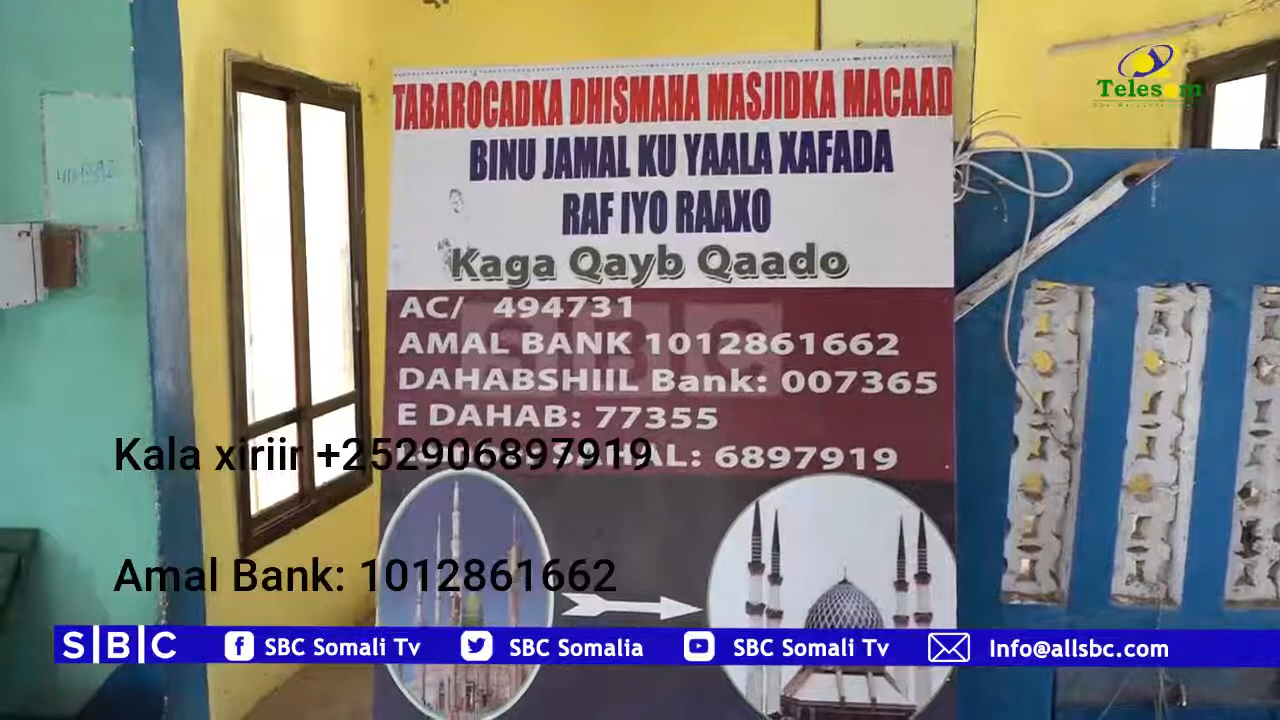 Telesom
TABAROCADKA DHISMAHA MASJIDKA MACAAD
BINU JAMAL KU YAALA XAFADA
RAF IYO RAAXO
Kaga Qayb Qaado
AC/ 494731
AMAL BANK 1012861662
DAHABSHIIL Bank: 007365
E DAHAB: 77355
SAHAL: 6897919
Kala xiriir +252906897919
Amal Bank: 1012861662
SBC
SBC Somali Tv
SBC Somalia
SBC Somali Tv
Info@allsbc.com